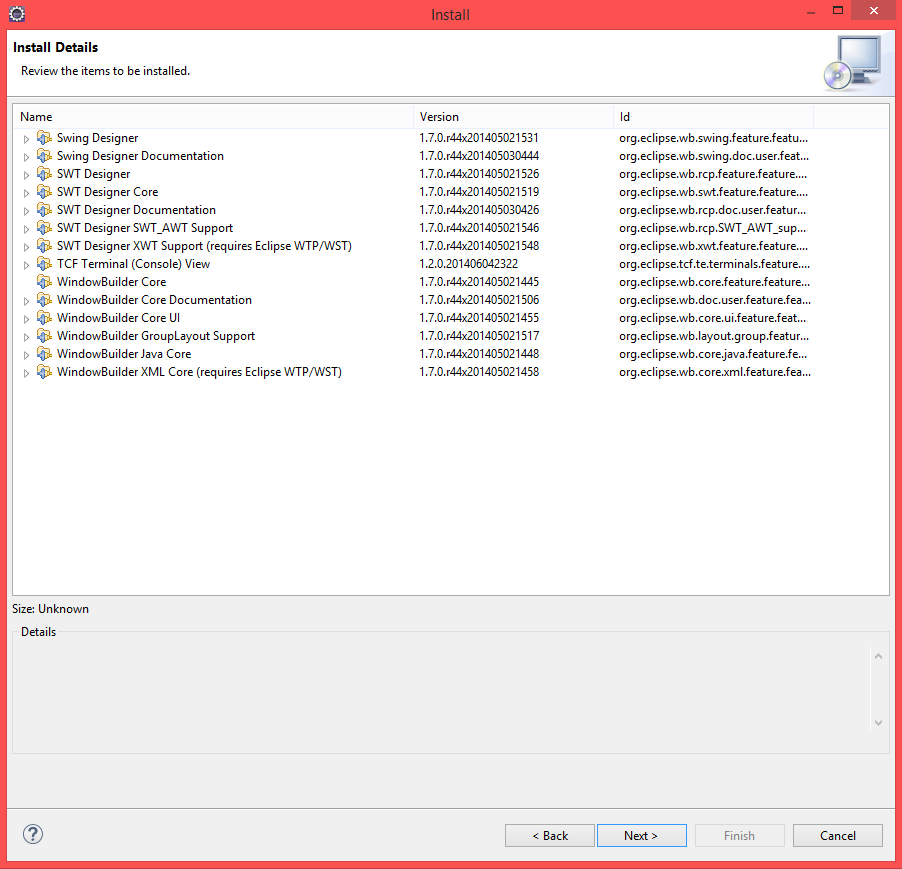 Install
Install Details
Review the items to be installed.
Name Version Id
Swing Designer 1.7.0.r44x201405021531 org.eclipse.wb.swing.feature.featu...
Swing Designer Documentation 1.7.0.r44x201405030444 org.eclipse.wb.swing.doc.user.feat...
SWT Designer 1.7.0.r44x201405021526 org.eclipse.wb.rcp.feature.feature....
SWT Designer Core 1.7.0.r44x201405021519 org.eclipse.wb.swt.feature.feature....
SWT Designer Documentation 1.7.0.r44x201405030426 org.eclipse.wb.rcp.doc.user.featur...
SWT Designer SWT_AWT Support 1.7.0.r44x201405021546 org.eclipse.wb.rcp.SWT_AWT_sup...
SWT Designer XWT Support (requires Eclipse WTP/WST) 1.7.0.r44x201405021548 org.eclipse.wb.xwt.feature.feature....
TCF Terminal (Console) View 1.2.0.201406042322 org.eclipse.tcf.te.terminals.feature....
WindowBuilder Core 1.7.0.r44x201405021445 org.eclipse.wb.core.feature.feature...
WindowBuilder Core Documentation 1.7.0.r44x201405021506 org.eclipse.wb.doc.user.feature.fea...
WindowBuilder Core UI 1.7.0.r44x201405021455 org.eclipse.wb.core.ui.feature.feat...
WindowBuilder GroupLayout Support 1.7.0.r44x201405021517 org.eclipse.wb.layout.group.featur...
WindowBuilder Java Core 1.7.0.r44x201405021448 org.eclipse.wb.core.java.feature.fe...
WindowBuilder XML Core (requires Eclipse WTP/WST) 1.7.0.r44x201405021458 org.eclipse.wb.core.xml.feature.fea...
Size: Unknown
Details
? < Back Next > Finish Cancel